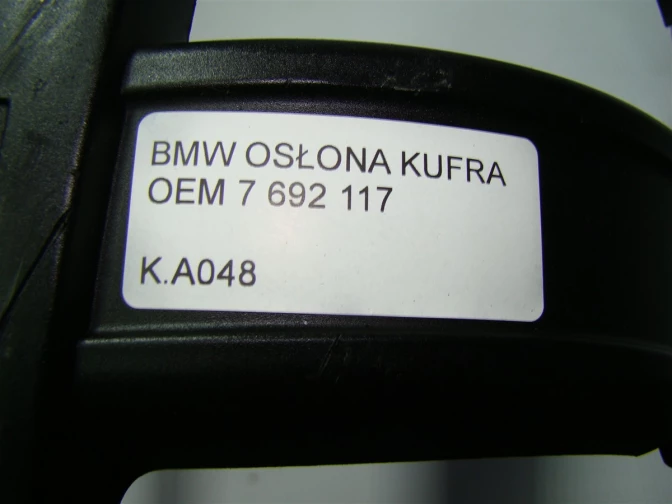 BMW OSŁONA KUFRA
OEM 7 692 117
K.A048